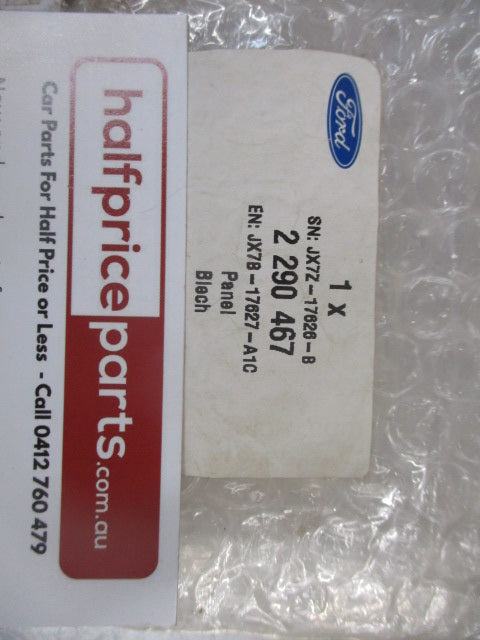 Ford
1 x
SN: JX7Z-17626-B
2 290 467
EN: JX7B-17627-A1C
Panel
Blech
halfpriceparts.com.au
Car Parts For Half Price or Less - Call 0412 760 479